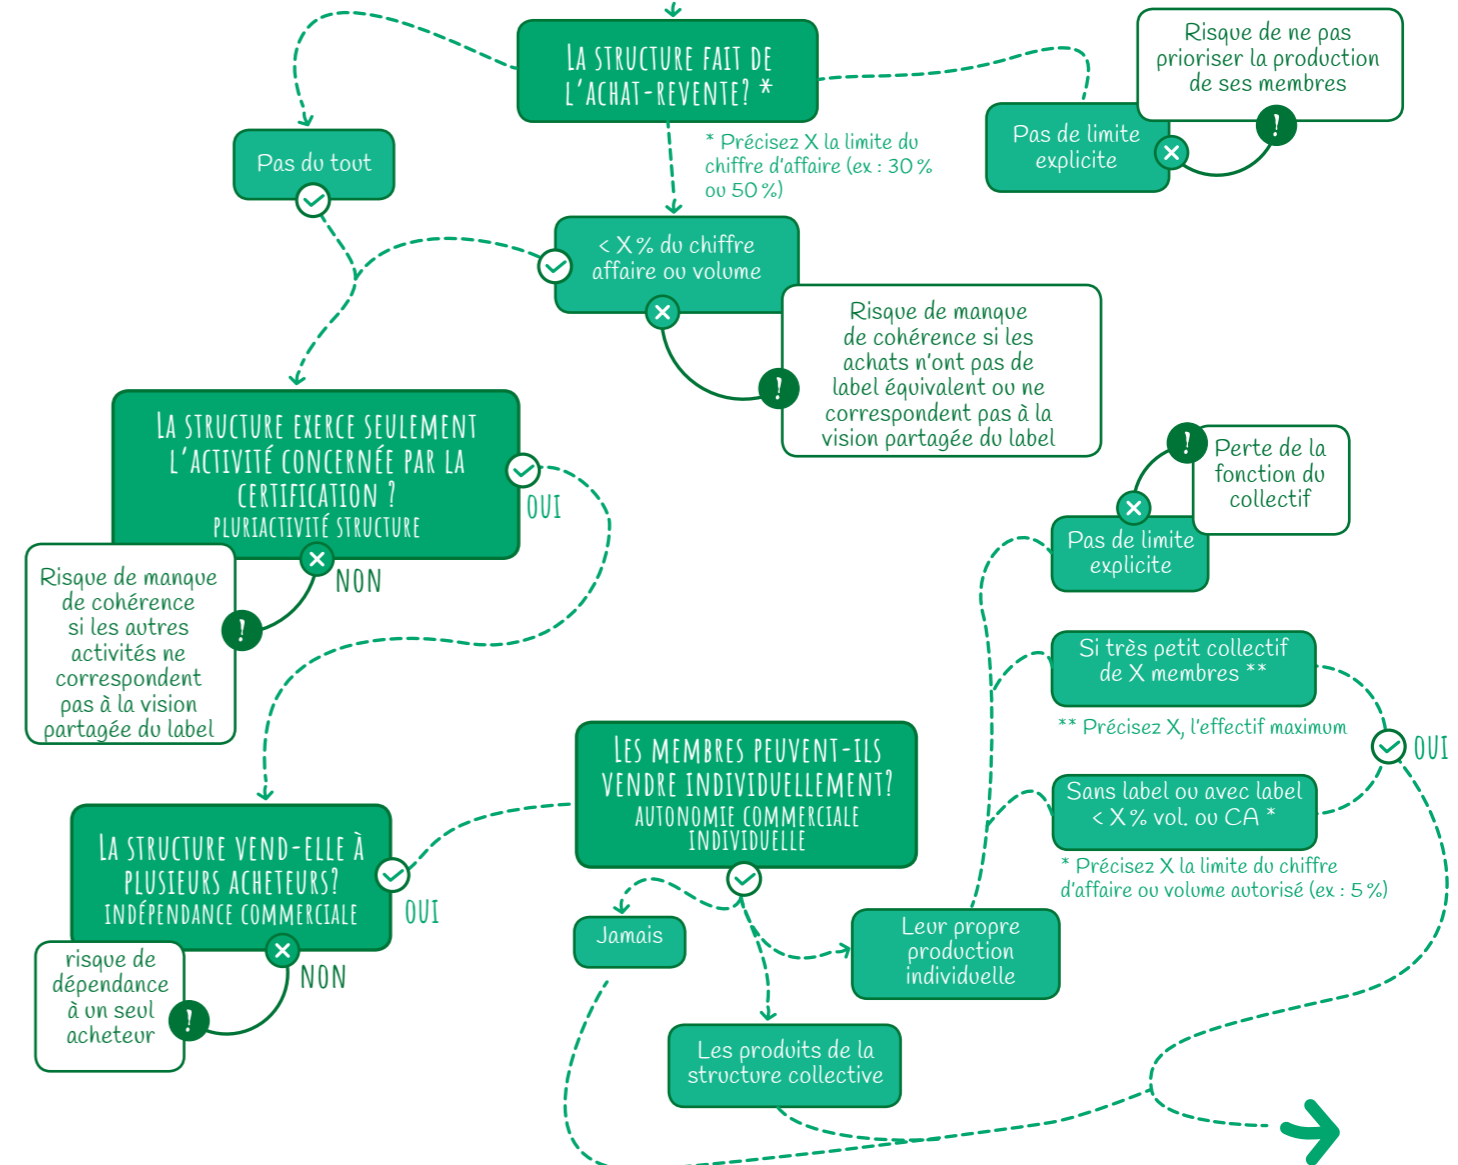 La structure fait de
l'achat-revente? *
Risque de ne pas
prioriser la production
de ses membres
Pas de limite
explicite
!
Pas du tout
* Précisez X la limite du
chiffre d'affaire (ex : 30 %
ou 50 %)
< X % du chiffre
affaire ou volume
Risque de manque
de cohérence si les
achats n'ont pas de
label équivalent ou ne
correspondent pas à la
vision partagée du label
!
La structure exerce seulement
l'activité concernée par la
certification ?
pluriactivité structure
OUI
NON
Risque de manque
de cohérence
si les autres
activités ne
correspondent
pas à la vision
partagée du label
!
!
Perte de la
fonction du
collectif
Pas de limite
explicite
Si très petit collectif
de X membres **
** Précisez X, l'effectif maximum
OUI
Sans label ou avec label
< X % vol. ou CA *
* Précisez X la limite du chiffre
d'affaire ou volume autorisé (ex : 5 %)
Les membres peuvent-ils
vendre individuellement?
autonomie commerciale
individuelle
La structure vend-elle à
plusieurs acheteurs?
indépendance commerciale
OUI
NON
risque de
dépendance
à un seul
acheteur
!
Jamais
Leur propre
production
individuelle
Les produits de la
structure collective